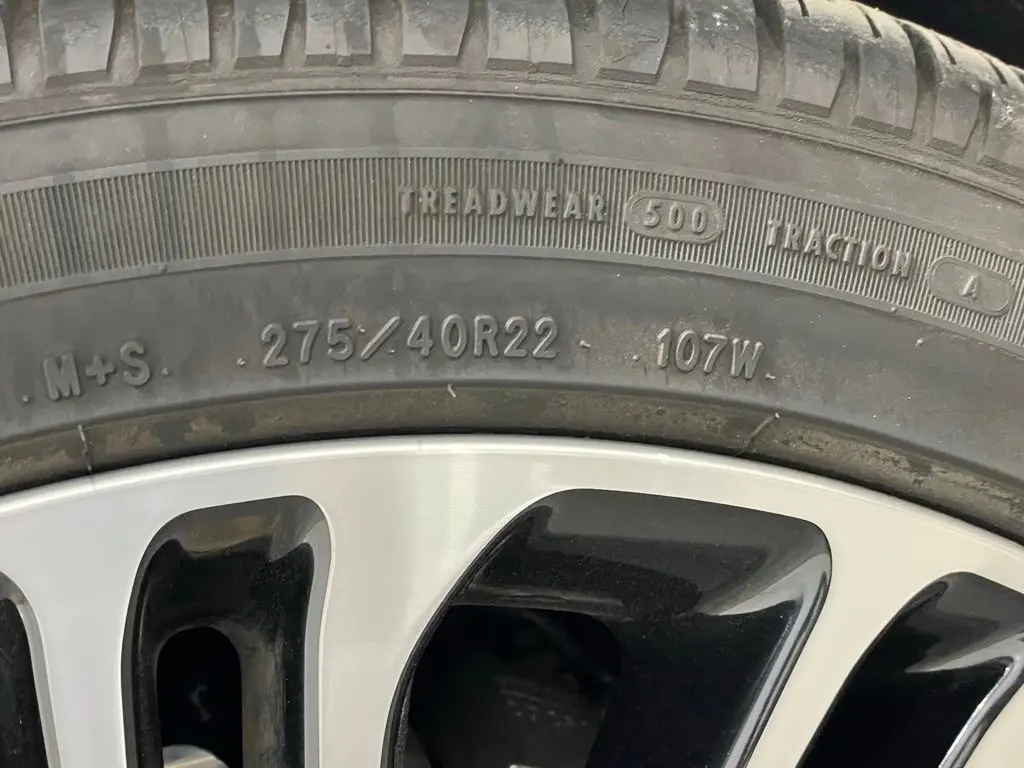 TREADWEAR 500 TRACTION A
M+S 275/40R22 107W